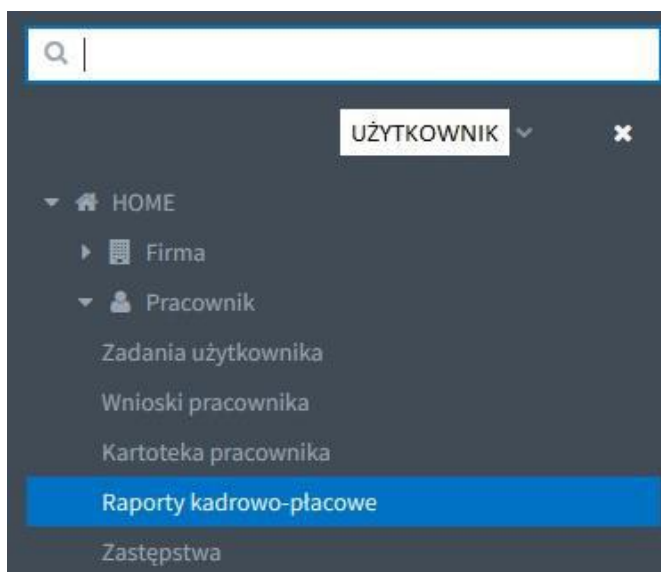 UŻYTKOWNIK
HOME
Firma
Pracownik
Zadania użytkownika
Wnioski pracownika
Kartoteka pracownika
Raporty kadrowo-płacowe
Zastępstwa